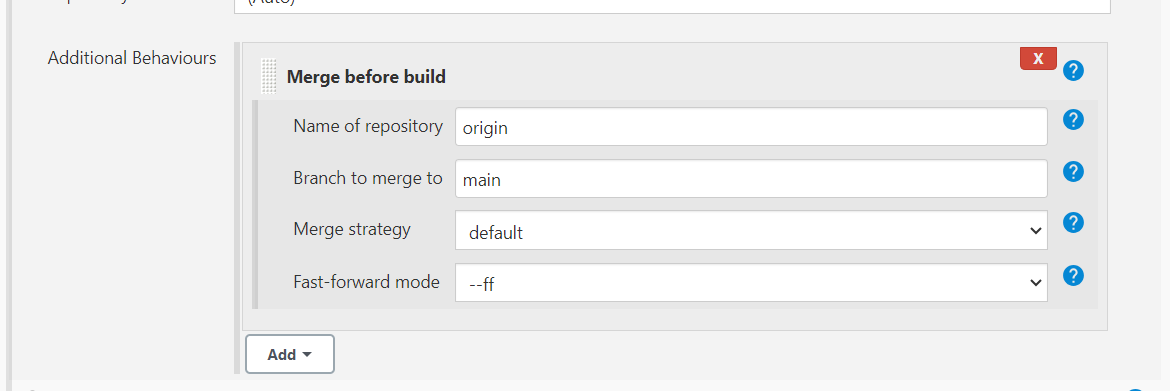 (Auto)
Additional Behaviours
X
Merge before build
?
Name of repository
origin
?
Branch to merge to
main
?
Merge strategy
default
?
Fast-forward mode
--ff
?
Add